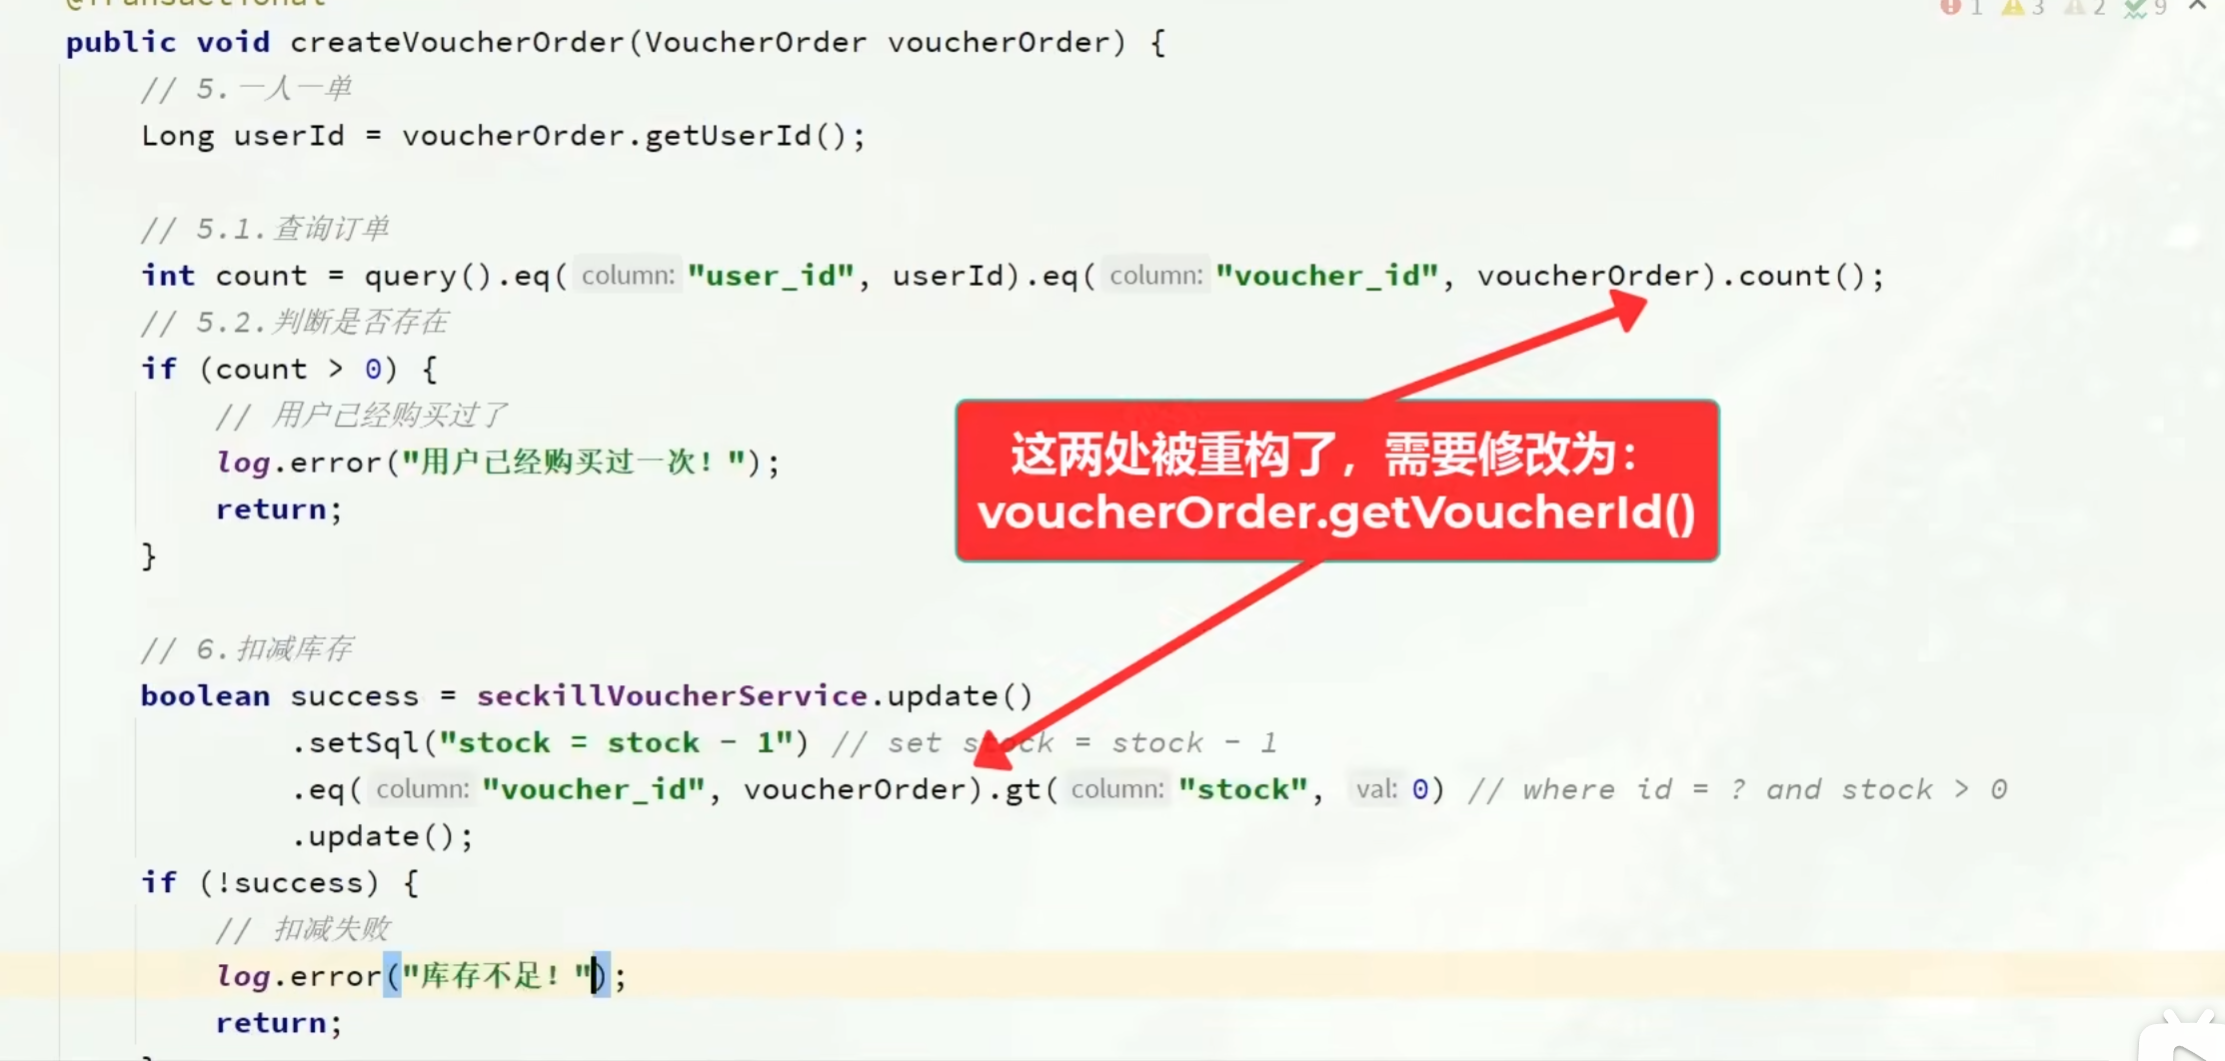 @Transactional
1 3 2 9
public void createVoucherOrder(VoucherOrder voucherOrder) {
// 5.一人一单
Long userId = voucherOrder.getUserId();
// 5.1.查询订单
int count = query().eq( column: "user_id", userId).eq( column: "voucher_id", voucherOrder).count();
// 5.2.判断是否存在
if (count > 0) {
// 用户已经购买过了
log.error("用户已经购买过一次！");
return;
}
这两处被重构了，需要修改为：
voucherOrder.getVoucherId()
// 6.扣减库存
boolean success = seckillVoucherService.update()
.setSql("stock = stock - 1") // set stock = stock - 1
.eq( column: "voucher_id", voucherOrder).gt( column: "stock", val: 0) // where id = ? and stock > 0
.update();
if (!success) {
// 扣减失败
log.error("库存不足！");
return;